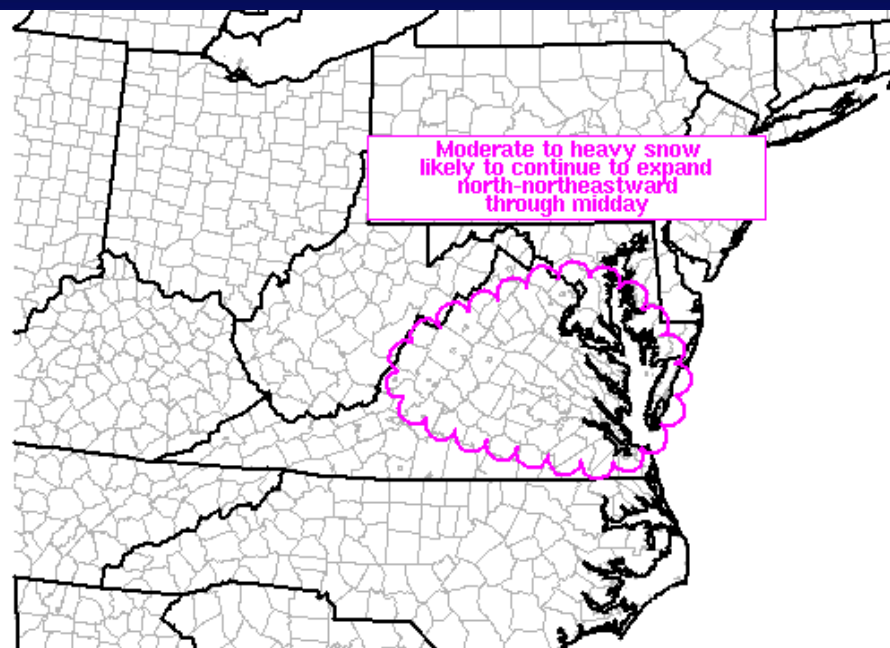 Moderate to heavy snow
likely to continue to expand
north-northeastward
through midday